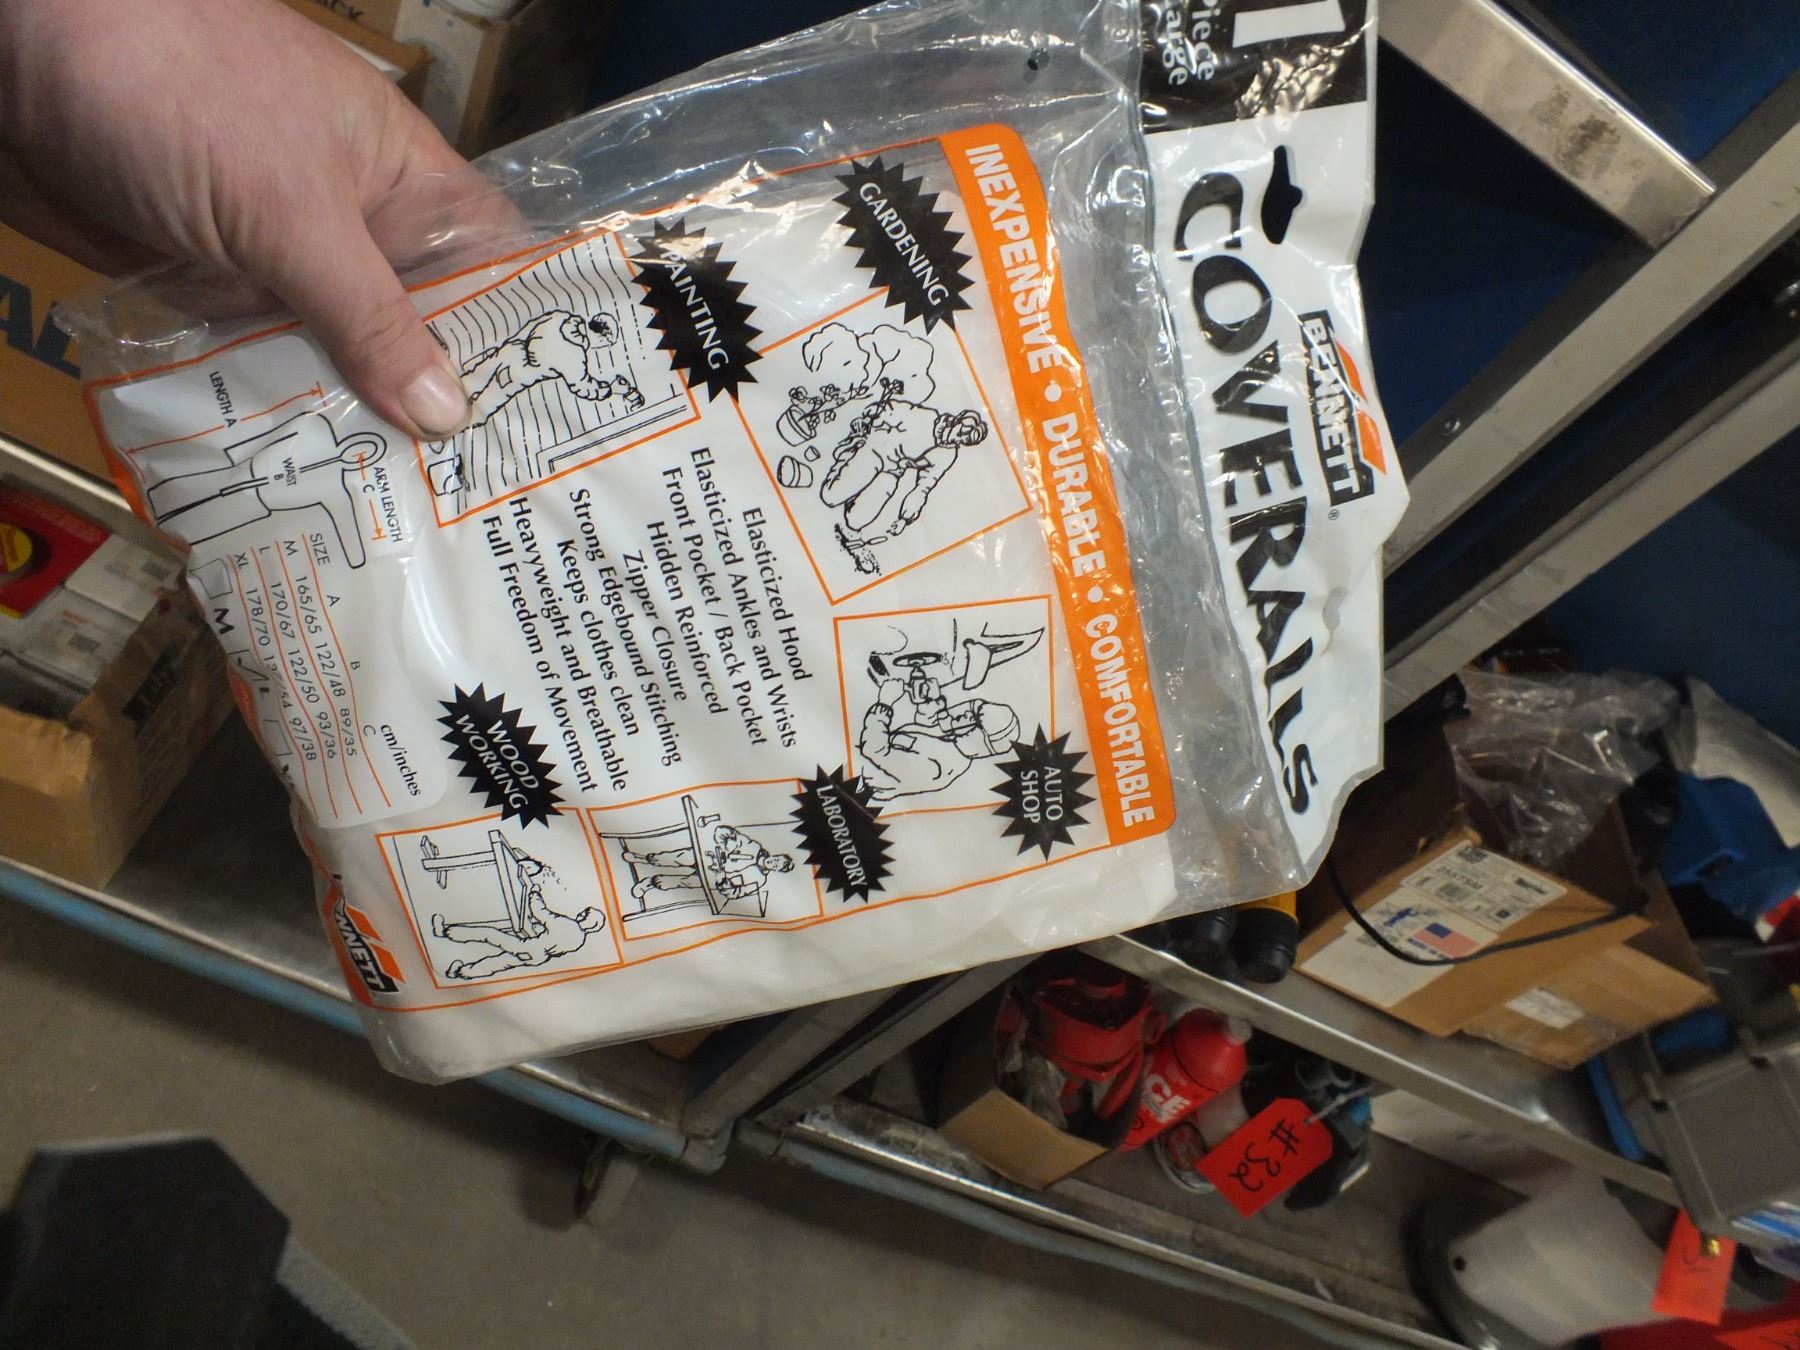 1
Piece
Large
BENNETT®
COVERALLS
INEXPENSIVE • DURABLE • COMFORTABLE
GARDENING
PAINTING
AUTO
SHOP
LABORATORY
WOOD
WORKING
Elasticized Hood
Elasticized Ankles and Wrists
Front Pocket / Back Pocket
Hidden Reinforced
Zipper Closure
Strong Edgebound Stitching
Keeps clothes clean
Heavyweight and Breathable
Full Freedom of Movement
LENGTH A
WAIST
B
ARM LENGTH
C
cm/inches
SIZE A B C
M 165/65 122/48 89/35
L 170/67 122/50 93/36
XL 178/70 97/38
M L
#32